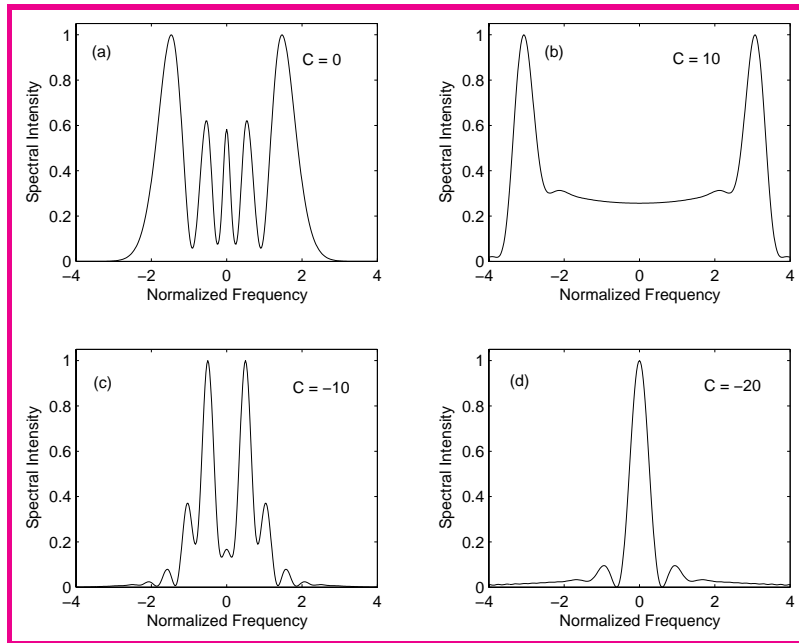 (a)
C = 0
1
0.8
0.6
0.4
0.2
0
−4
−2
0
2
4
Normalized Frequency
Spectral Intensity
(b)
C = 10
1
0.8
0.6
0.4
0.2
0
−4
−2
0
2
4
Normalized Frequency
Spectral Intensity
(c)
C = −10
1
0.8
0.6
0.4
0.2
0
−4
−2
0
2
4
Normalized Frequency
Spectral Intensity
(d)
C = −20
1
0.8
0.6
0.4
0.2
0
−4
−2
0
2
4
Normalized Frequency
Spectral Intensity